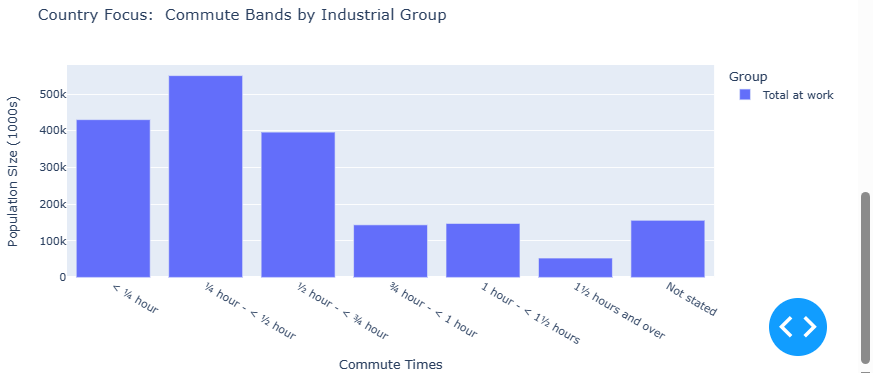 Country Focus:  Commute Bands by Industrial Group
Group
Total at work
Population SIze (1000s)
500k
400k
300k
200k
100k
0
< ¼ hour
¼ hour - < ½ hour
½ hour - < ¾ hour
¾ hour - < 1 hour
1 hour - < 1½ hours
1½ hours and over
Not stated
Commute Times